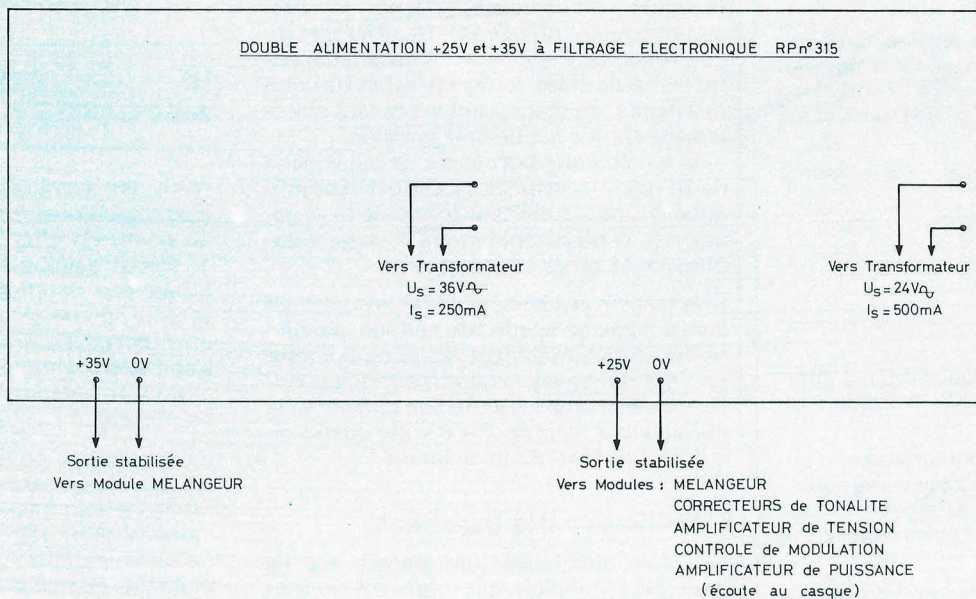 DOUBLE ALIMENTATION +25V et +35V à FILTRAGE ELECTRONIQUE RPn°315
Vers Transformateur
US = 36V
IS = 250mA
Vers Transformateur
US = 24V
IS = 500mA
+35V 0V
+25V 0V
Sortie stabilisée
Vers Module MELANGEUR
Sortie stabilisée
Vers Modules : MELANGEUR
CORRECTEURS de TONALITE
AMPLIFICATEUR de TENSION
CONTROLE de MODULATION
AMPLIFICATEUR de PUISSANCE
(écoute au casque)